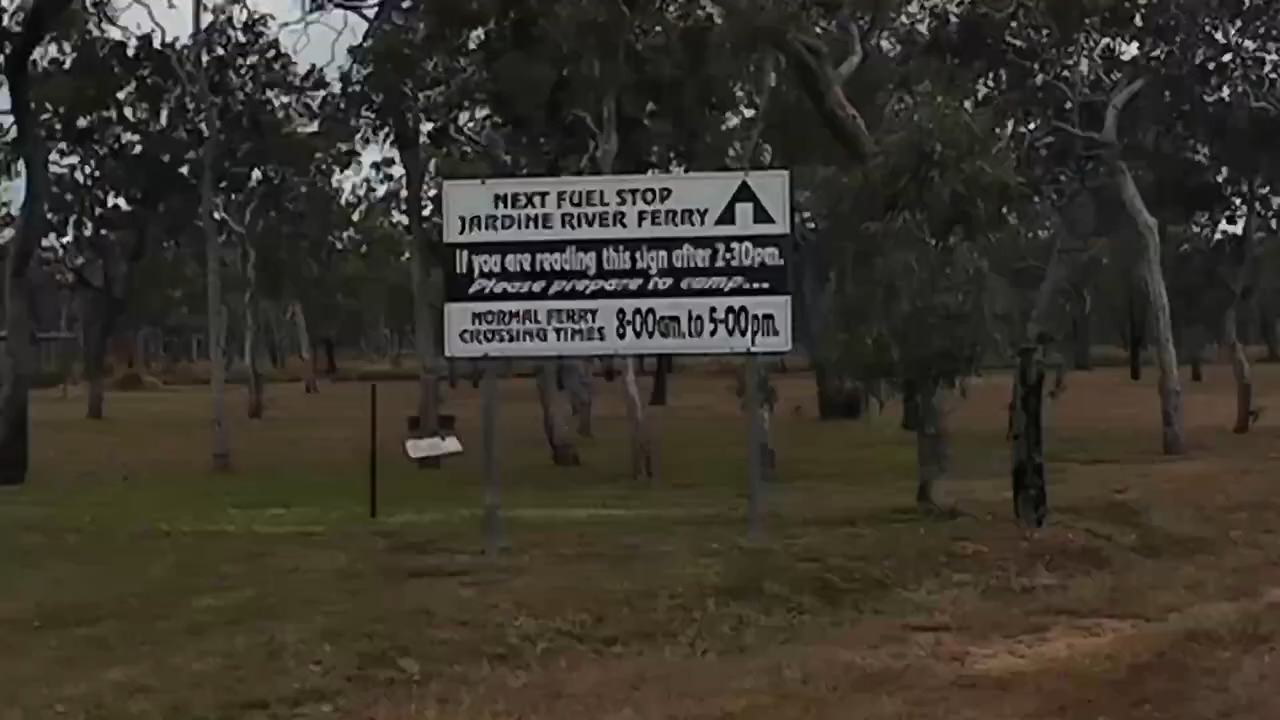 NEXT FUEL STOP
JARDINE RIVER FERRY
If you are reading this sign after 2-30pm.
Please prepare to camp...
NORMAL FERRY
CROSSING TIMES 8-00am. to 5-00pm.